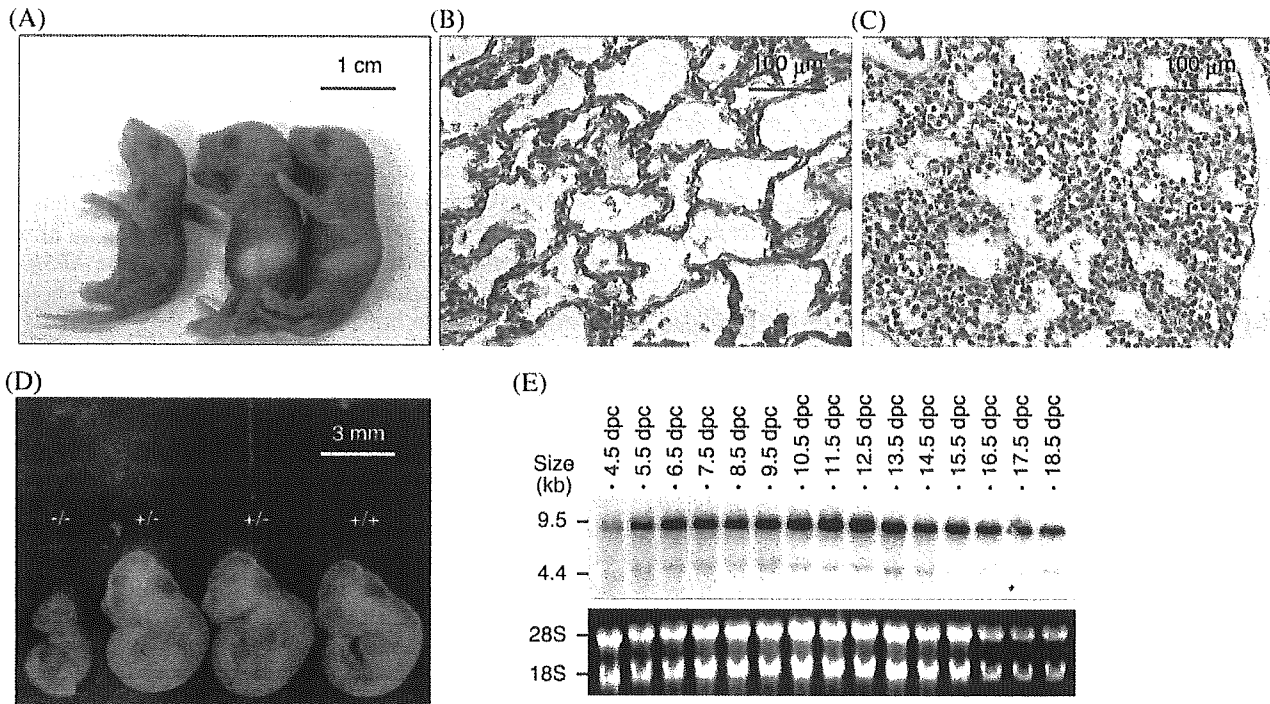 (A)
1 cm
(B)
100 μm
(C)
100 μm
(D)
3 mm
-/-
+/-
+/-
+/+
(E)
Size
(kb)
4.5 dpc
5.5 dpc
6.5 dpc
7.5 dpc
8.5 dpc
9.5 dpc
10.5 dpc
11.5 dpc
12.5 dpc
13.5 dpc
14.5 dpc
15.5 dpc
16.5 dpc
17.5 dpc
18.5 dpc
9.5
4.4
28S
18S